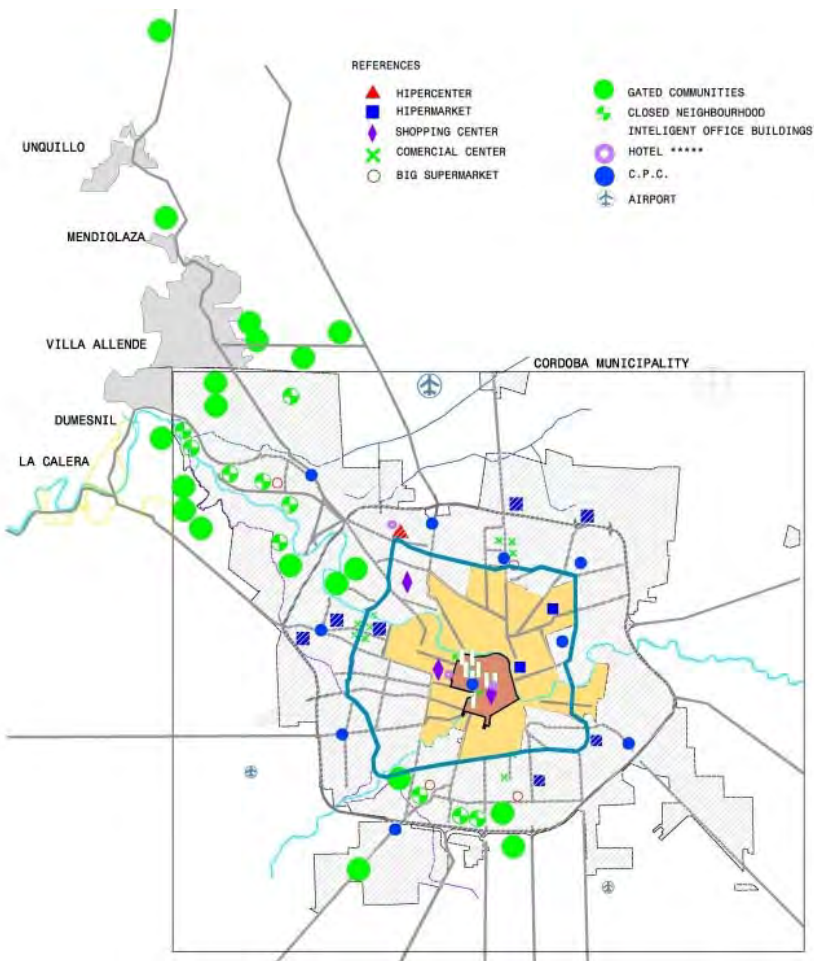 REFERENCES
HIPERCENTER
HIPERMARKET
SHOPPING CENTER
COMERCIAL CENTER
BIG SUPERMARKET
GATED COMMUNITIES
CLOSED NEIGHBOURHOOD
INTELIGENT OFFICE BUILDINGS
HOTEL *****
C.P.C.
AIRPORT
UNQUILLO
MENDIOLAZA
VILLA ALLENDE
CORDOBA MUNICIPALITY
DUMESNIL
LA CALERA